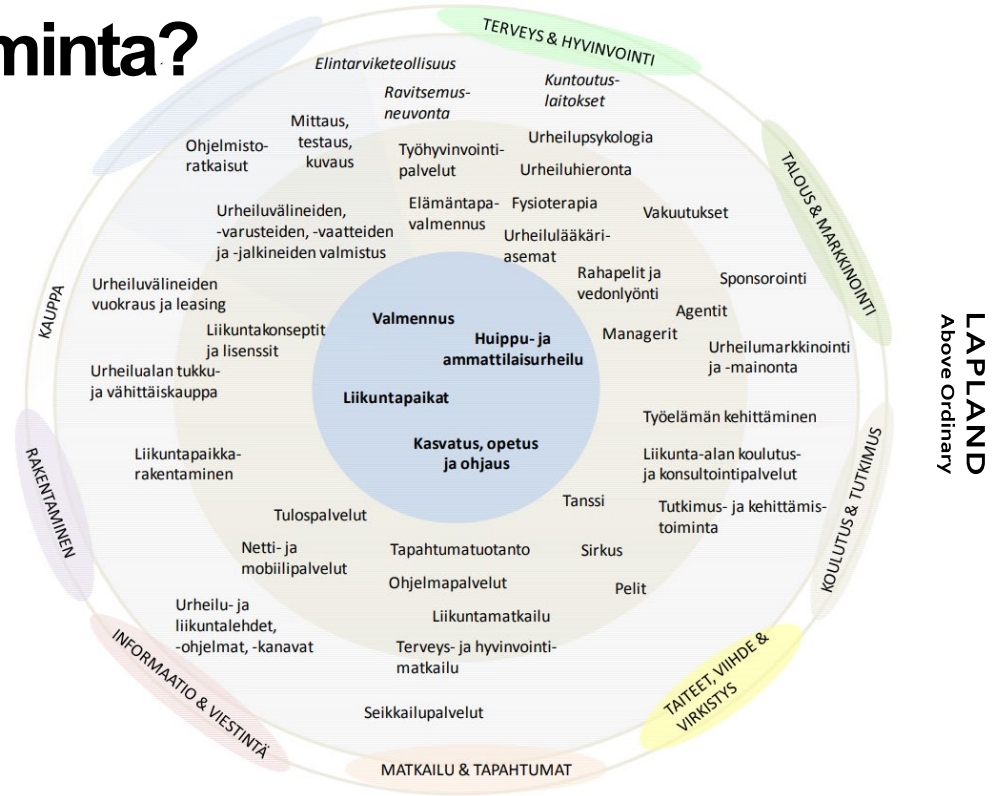 minta?
TERVEYS & HYVINVOINTI
Elintarviketeollisuus
Ravitsemus-
neuvonta
Kuntoutus-
laitokset
Mittaus,
testaus,
kuvaus
Ohjelmisto-
ratkaisut
Työhyvinvointi-
palvelut
Urheilupsykologia
Urheiluhieronta
TALOUS & MARKKINOINTI
Urheiluvälineiden,
-varusteiden, -vaatteiden
ja -jalkineiden valmistus
Elämäntapa-
valmennus
Fysioterapia
Vakuutukset
Urheilulääkäri-
asemat
Rahapelit ja
vedonlyönti
Sponsorointi
KAUPPA
Urheiluvälineiden
vuokraus ja leasing
Agentit
Managerit
Valmennus
Huippu- ja
ammattilaisurheilu
Liikuntakonseptit
ja lisenssit
Urheilumarkkinointi
ja -mainonta
LAPLAND
Above Ordinary
Urheilualan tukku-
ja vähittäiskauppa
Liikuntapaikat
Työelämän kehittäminen
Kasvatus, opetus
ja ohjaus
RAKENTAMINEN
Liikuntapaikka-
rakentaminen
Liikunta-alan koulutus-
ja konsultointipalvelut
KOULUTUS & TUTKIMUS
Tanssi
Tutkimus- ja kehittämis-
toiminta
Tulospalvelut
Netti- ja
mobiilipalvelut
Tapahtumatuotanto
Sirkus
Ohjelmapalvelut
Pelit
Urheilu- ja
liikuntalehdet,
-ohjelmat, -kanavat
Liikuntamatkailu
Terveys- ja hyvinvointi-
matkailu
INFORMAATIO & VIESTINTÄ
TAITEET, VIIHDE &
VIRKISTYS
Seikkailupalvelut
MATKAILU & TAPAHTUMAT